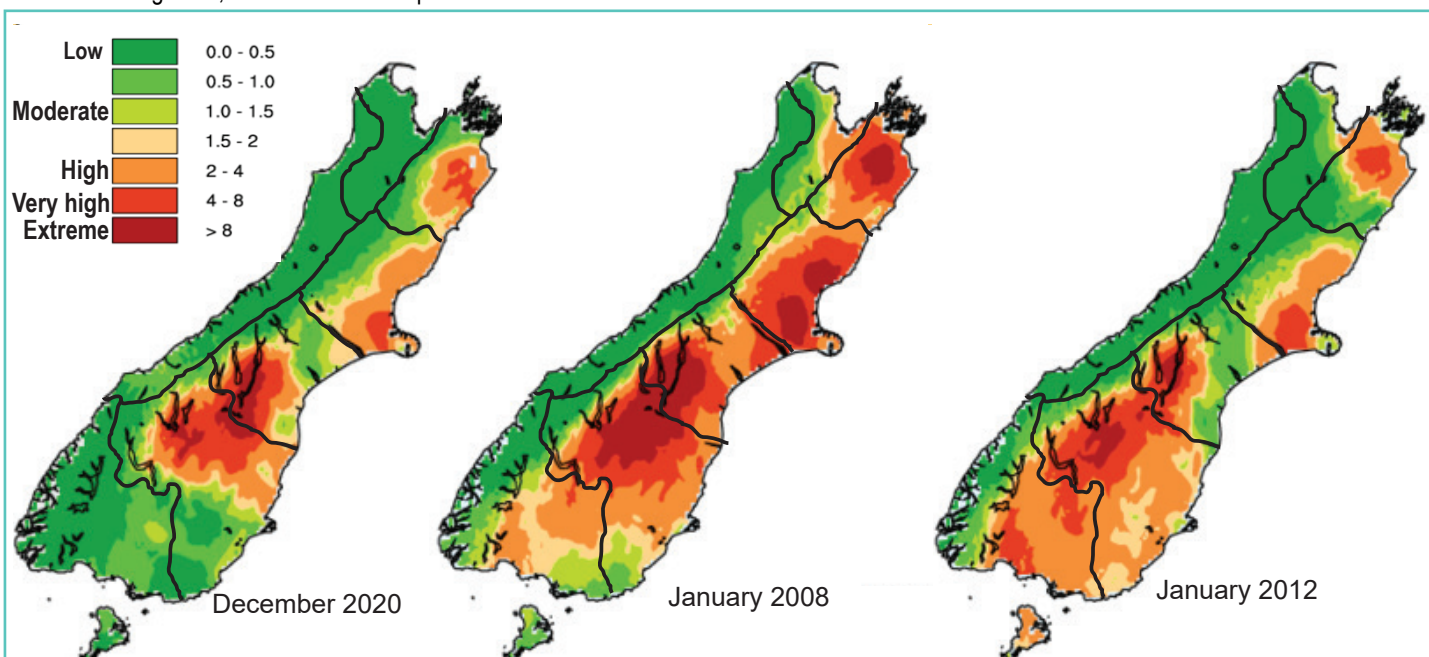 Low 0.0 - 0.5
0.5 - 1.0
Moderate 1.0 - 1.5
1.5 - 2
High 2 - 4
Very high 4 - 8
Extreme > 8
December 2020
January 2008
January 2012